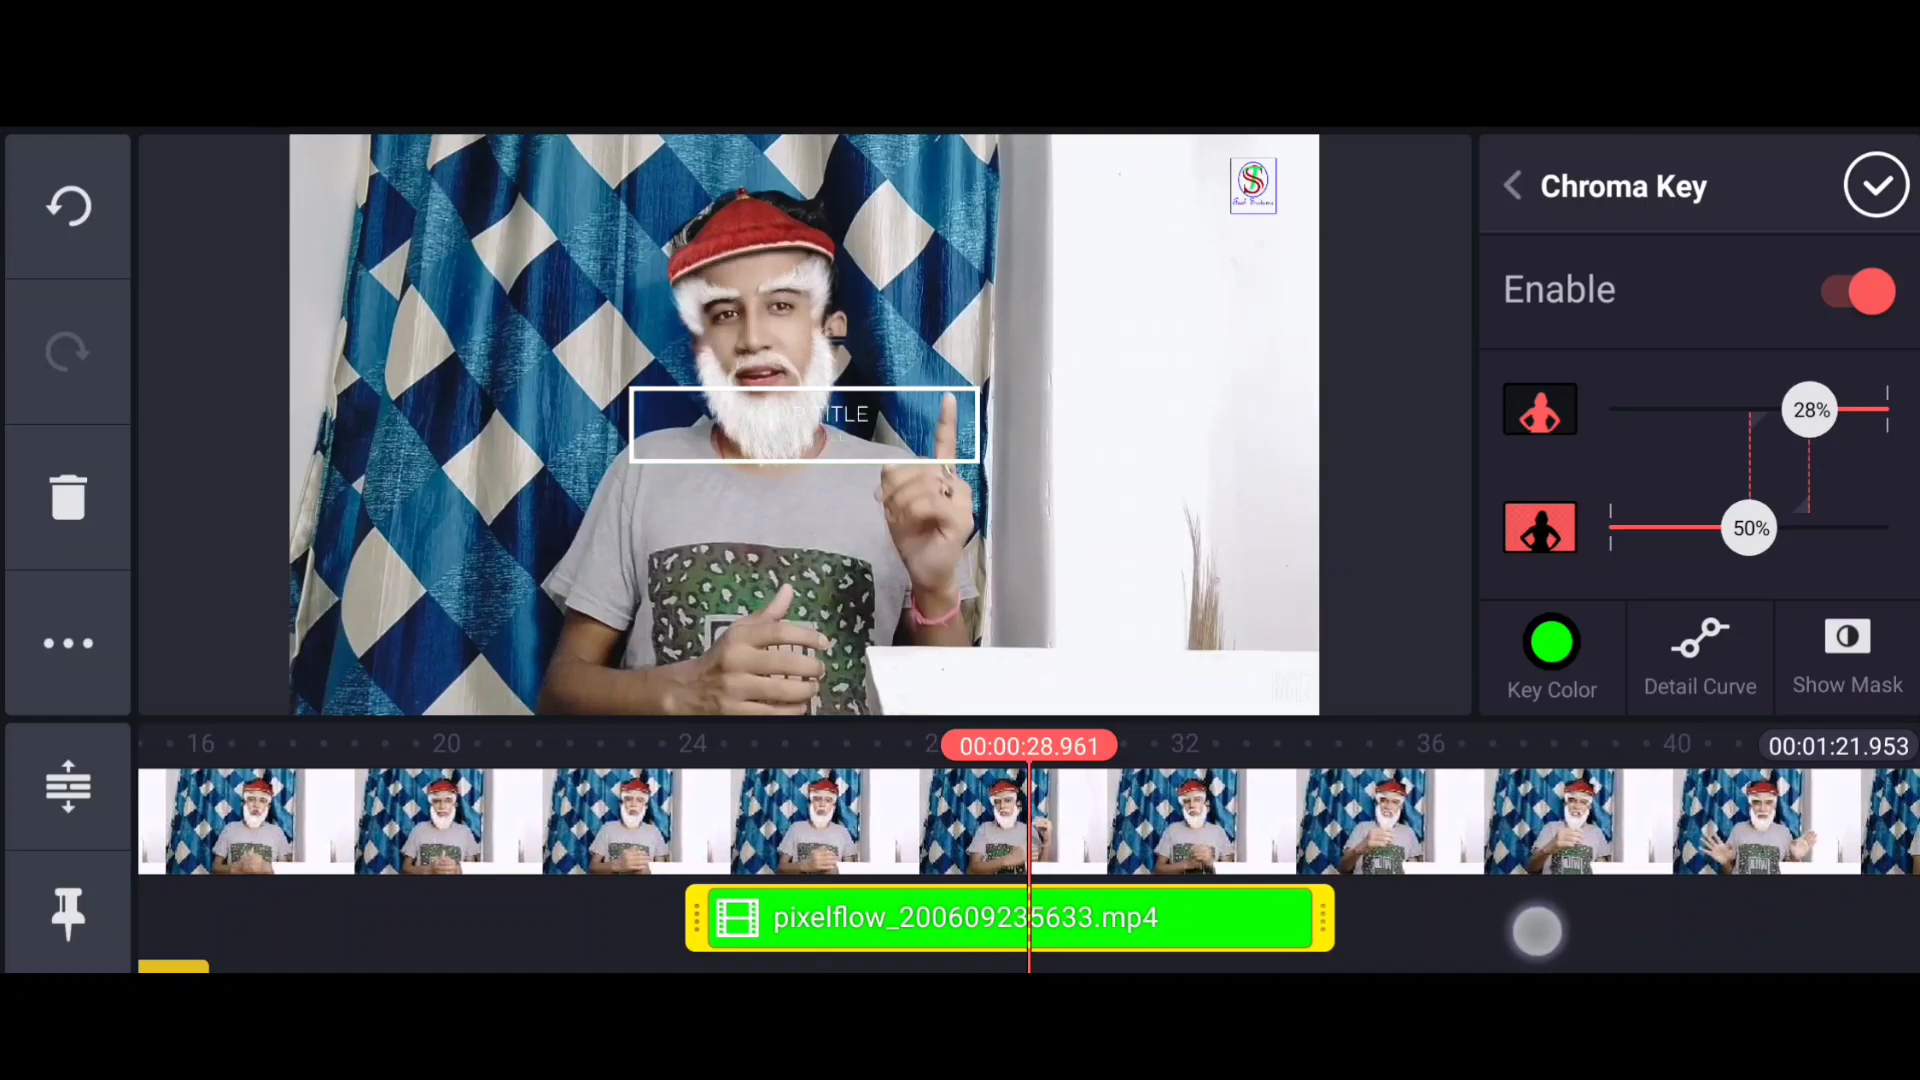 Chroma Key
Enable
28%
50%
Key Color
Detail Curve
Show Mask
TITLE
16
20
24
00:00:28.961
32
36
40
00:01:21.953
pixelflow_200609235633.mp4